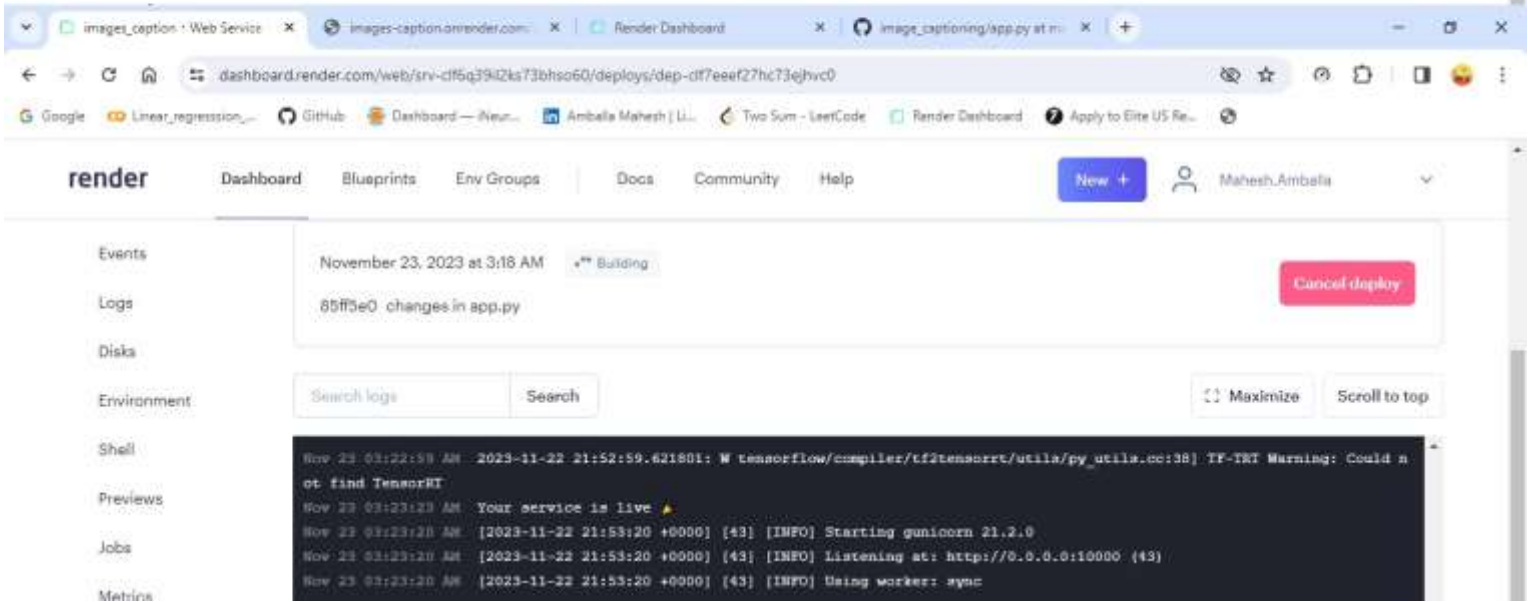 images_caption · Web Service
images-caption.onrender.com
Render Dashboard
image_captioning/app.py at m
dashboard.render.com/web/srv-clf6q39il2ks73bhso60/deploys/dep-clf7eeef27hc73ejhvc0
Google
Linear_regression_...
GitHub
Dashboard — iNeur...
Amballa Mahesh | Li...
Two Sum - LeetCode
Render Dashboard
Apply to Elite US Re...
render
Dashboard
Blueprints
Env Groups
Docs
Community
Help
New +
Mahesh.Amballa
Events
November 23, 2023 at 3:18 AM
Building
Cancel deploy
Logs
85ff5e0 changes in app.py
Disks
Environment
Search logs
Search
Maximize
Scroll to top
Shell
Nov 23 03:22:59 AM 2023-11-22 21:52:59.621801: W tensorflow/compiler/tf2tensorrt/utils/py_utils.cc:38] TF-TRT Warning: Could n
ot find TensorRT
Previews
Nov 23 03:23:23 AM Your service is live 🎉
Nov 23 03:23:20 AM [2023-11-22 21:53:20 +0000] [43] [INFO] Starting gunicorn 21.2.0
Jobs
Nov 23 03:23:20 AM [2023-11-22 21:53:20 +0000] [43] [INFO] Listening at: http://0.0.0.0:10000 (43)
Nov 23 03:23:20 AM [2023-11-22 21:53:20 +0000] [43] [INFO] Using worker: sync
Metrics